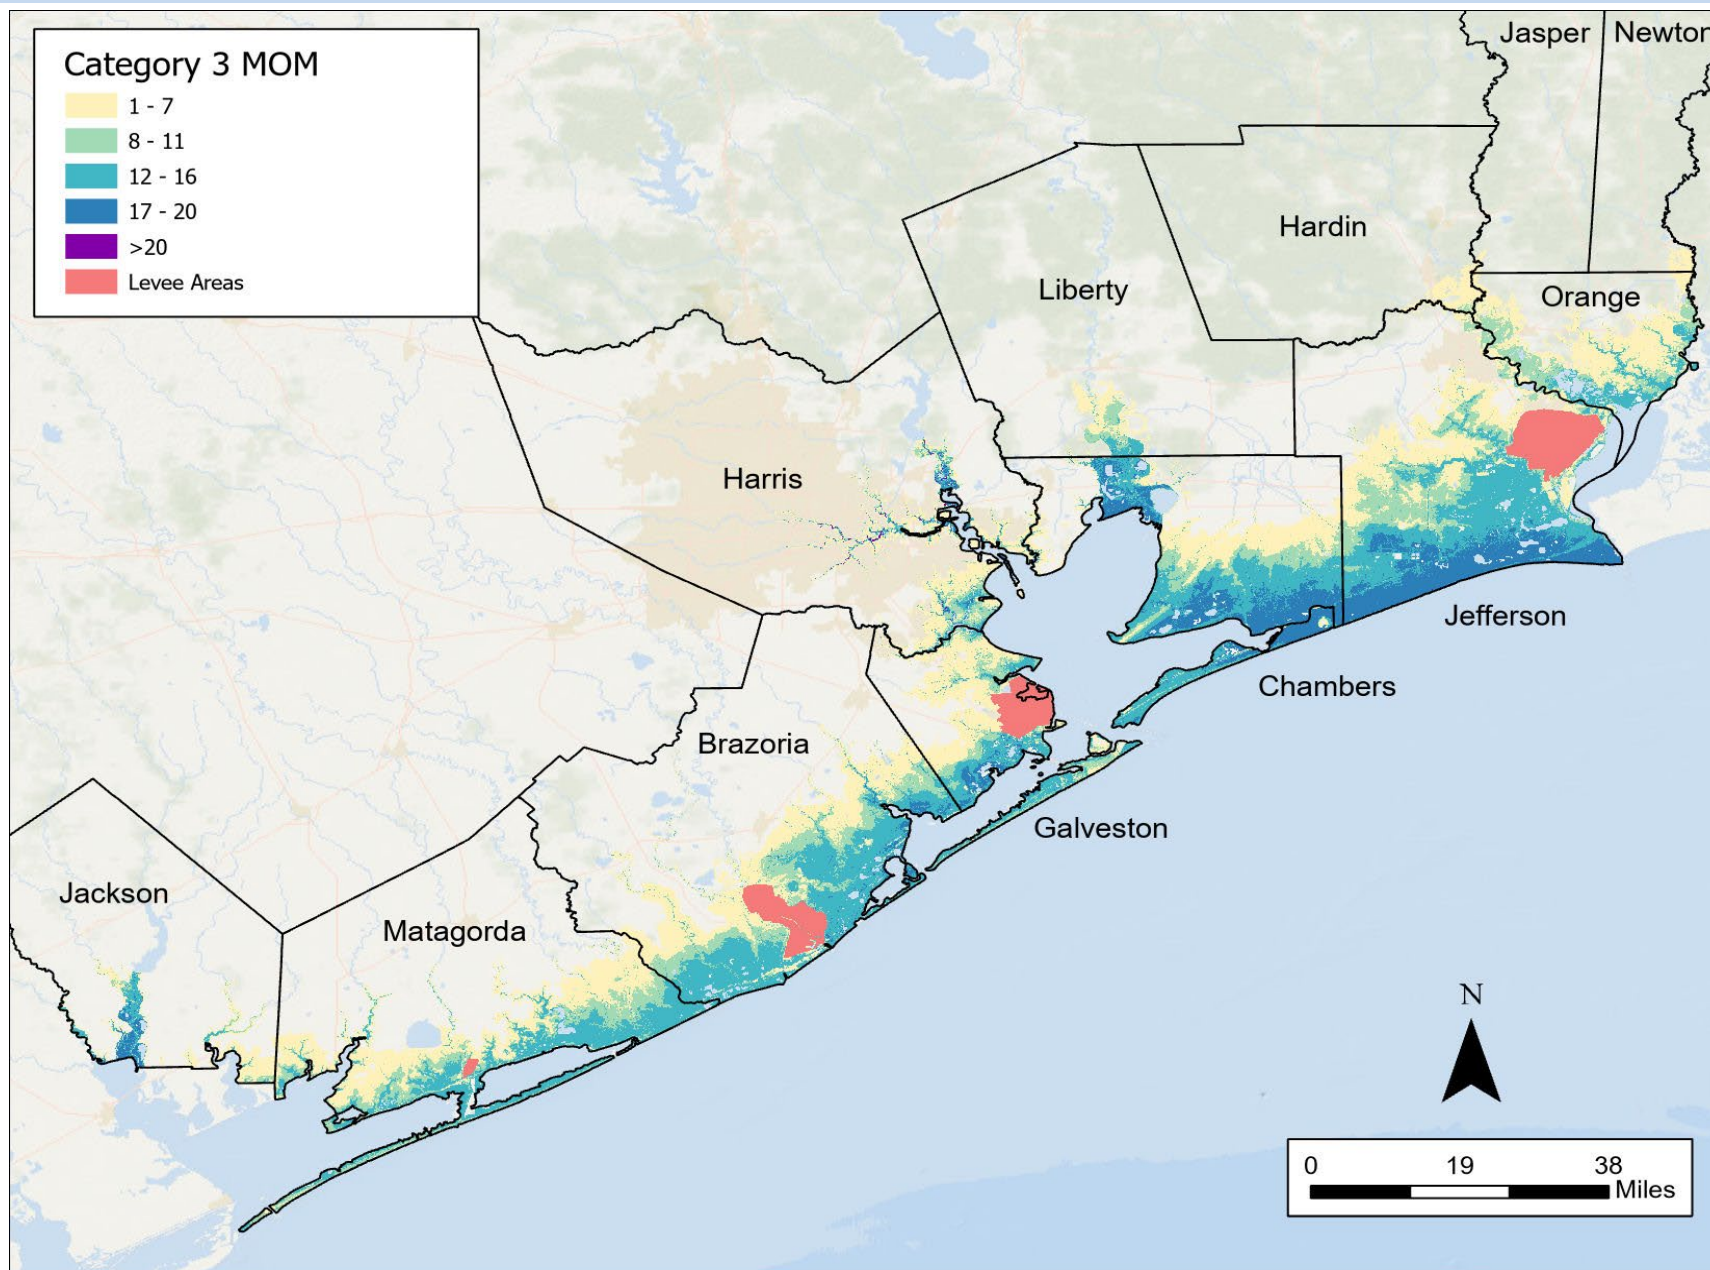 Category 3 MOM
1 - 7
8 - 11
12 - 16
17 - 20
>20
Levee Areas
Jasper
Newton
Hardin
Liberty
Orange
Harris
Jefferson
Chambers
Brazoria
Galveston
Jackson
Matagorda
N
0 19 38
Miles